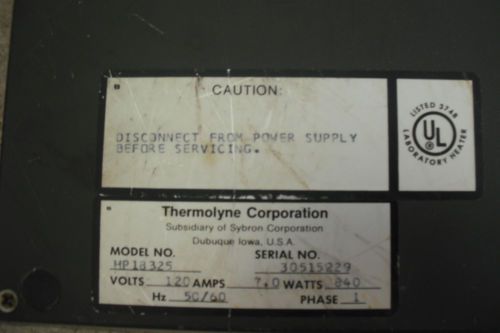 CAUTION:
DISCONNECT FROM POWER SUPPLY
BEFORE SERVICING.
LISTED 574B
UL
LABORATORY HEATER
Thermolyne Corporation
Subsidiary of Sybron Corporation
Dubuque Iowa, U.S.A.
MODEL NO. SERIAL NO.
HP18325 30515229
VOLTS 120 AMPS 7.0 WATTS 840
Hz 50/60 PHASE 1